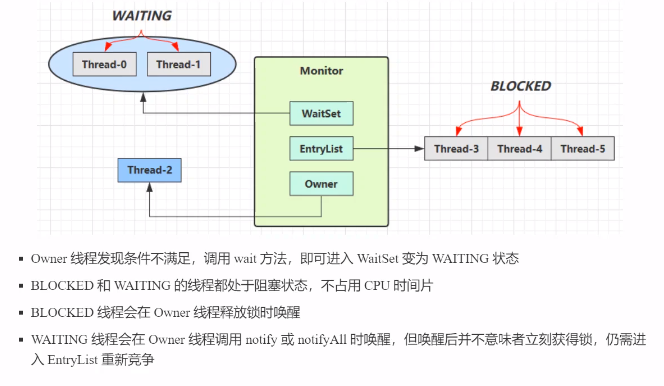 WAITING
Thread-0 Thread-1
Monitor
BLOCKED
WaitSet
EntryList
Thread-3 Thread-4 Thread-5
Thread-2
Owner
Owner 线程发现条件不满足，调用 wait 方法，即可进入 WaitSet 变为 WAITING 状态
BLOCKED 和 WAITING 的线程都处于阻塞状态，不占用 CPU 时间片
BLOCKED 线程会在 Owner 线程释放锁时唤醒
WAITING 线程会在 Owner 线程调用 notify 或 notifyAll 时唤醒，但唤醒后并不意味者立刻获得锁，仍需进
入 EntryList 重新竞争